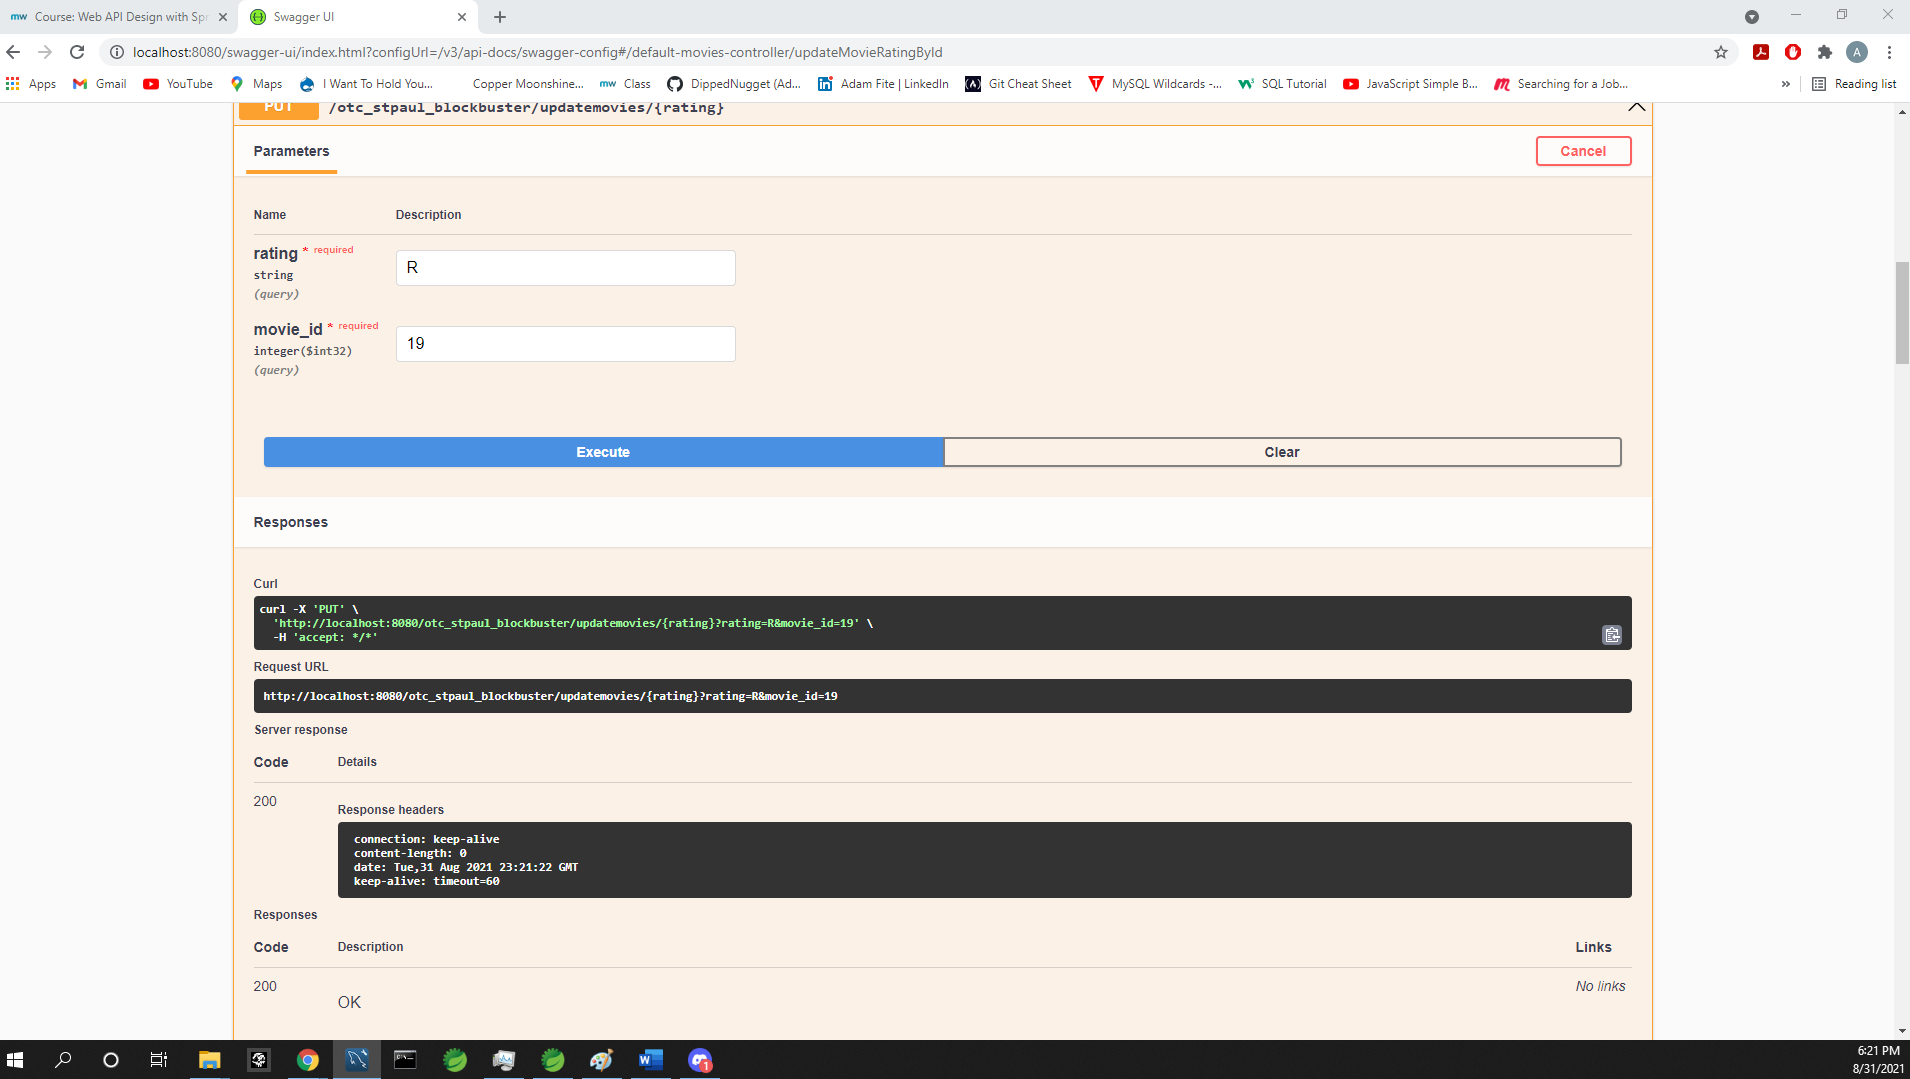 mw Course: Web API Design with Spr
Swagger UI
localhost:8080/swagger-ui/index.html?configUrl=/v3/api-docs/swagger-config#/default-movies-controller/updateMovieRatingById
A
Apps Gmail YouTube Maps I Want To Hold You... Copper Moonshine... mw Class DippedNugget (Ad... Adam Fite | LinkedIn (A) Git Cheat Sheet MySQL Wildcards -... SQL Tutorial JavaScript Simple B... Searching for a Job... » Reading list
PUT /otc_stpaul_blockbuster/updatemovies/{rating}
Parameters
Cancel
Name Description
rating * required
string
(query)
R
movie_id * required
integer($int32)
(query)
19
Execute Clear
Responses
Curl
curl -X 'PUT' \
'http://localhost:8080/otc_stpaul_blockbuster/updatemovies/{rating}?rating=R&movie_id=19' \
-H 'accept: */*'
Request URL
http://localhost:8080/otc_stpaul_blockbuster/updatemovies/{rating}?rating=R&movie_id=19
Server response
Code Details
200
Response headers
connection: keep-alive
content-length: 0
date: Tue,31 Aug 2021 23:21:22 GMT
keep-alive: timeout=60
Responses
Code Description Links
200 No links
OK
6:21 PM
8/31/2021
1